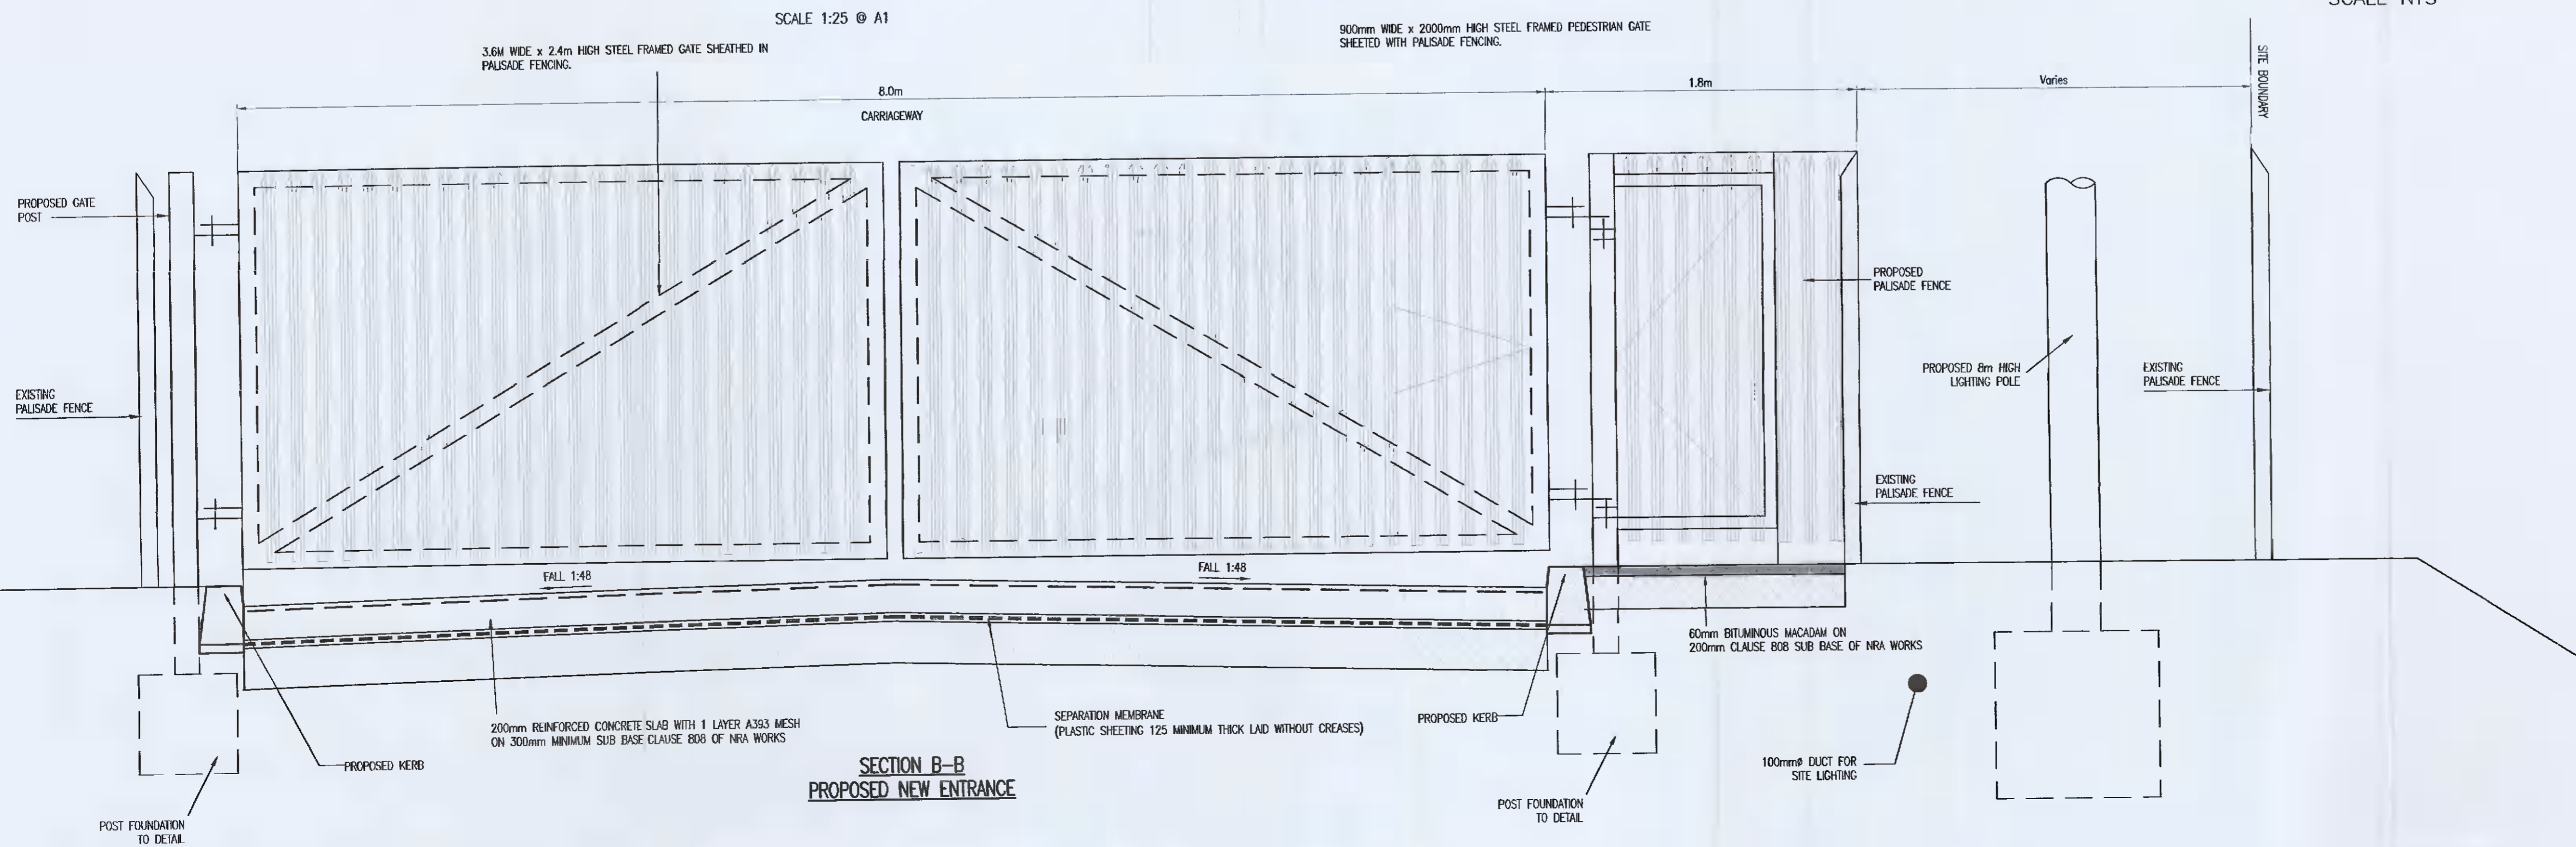 SCALE 1:25 @ A1
SCALE NTS
900mm WIDE x 2000mm HIGH STEEL FRAMED PEDESTRIAN GATE
SHEETED WITH PALISADE FENCING.
3.6M WIDE x 2.4m HIGH STEEL FRAMED GATE SHEATHED IN
PALISADE FENCING.
8.0m
CARRIAGEWAY
1.8m
Varies
SITE BOUNDARY
PROPOSED GATE
POST
EXISTING
PALISADE FENCE
PROPOSED
PALISADE FENCE
PROPOSED 8m HIGH
LIGHTING POLE
EXISTING
PALISADE FENCE
EXISTING
PALISADE FENCE
FALL 1:48
FALL 1:48
60mm BITUMINOUS MACADAM ON
200mm CLAUSE 808 SUB BASE OF NRA WORKS
200mm REINFORCED CONCRETE SLAB WITH 1 LAYER A393 MESH
ON 300mm MINIMUM SUB BASE CLAUSE 808 OF NRA WORKS
SEPARATION MEMBRANE
(PLASTIC SHEETING 125 MINIMUM THICK LAID WITHOUT CREASES)
PROPOSED KERB
PROPOSED KERB
100mmø DUCT FOR
SITE LIGHTING
SECTION B-B
PROPOSED NEW ENTRANCE
POST FOUNDATION
TO DETAIL
POST FOUNDATION
TO DETAIL